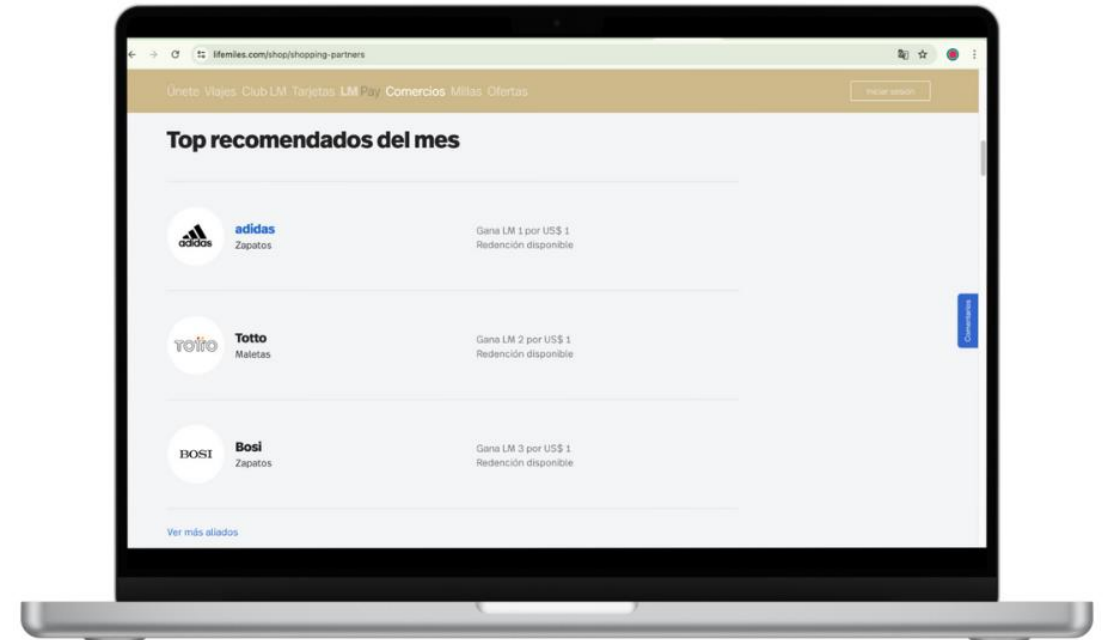 lifemiles.com/shop/shopping-partners
Únete Viajes Club LM Tarjetas LM Pay Comercios Millas Ofertas
Iniciar sesión
Top recomendados del mes
adidas
adidas
Zapatos
Gana LM 1 por US$ 1
Redención disponible
TOTTO
Totto
Maletas
Gana LM 2 por US$ 1
Redención disponible
BOSI
Bosi
Zapatos
Gana LM 3 por US$ 1
Redención disponible
Ver más aliados
Comentarios